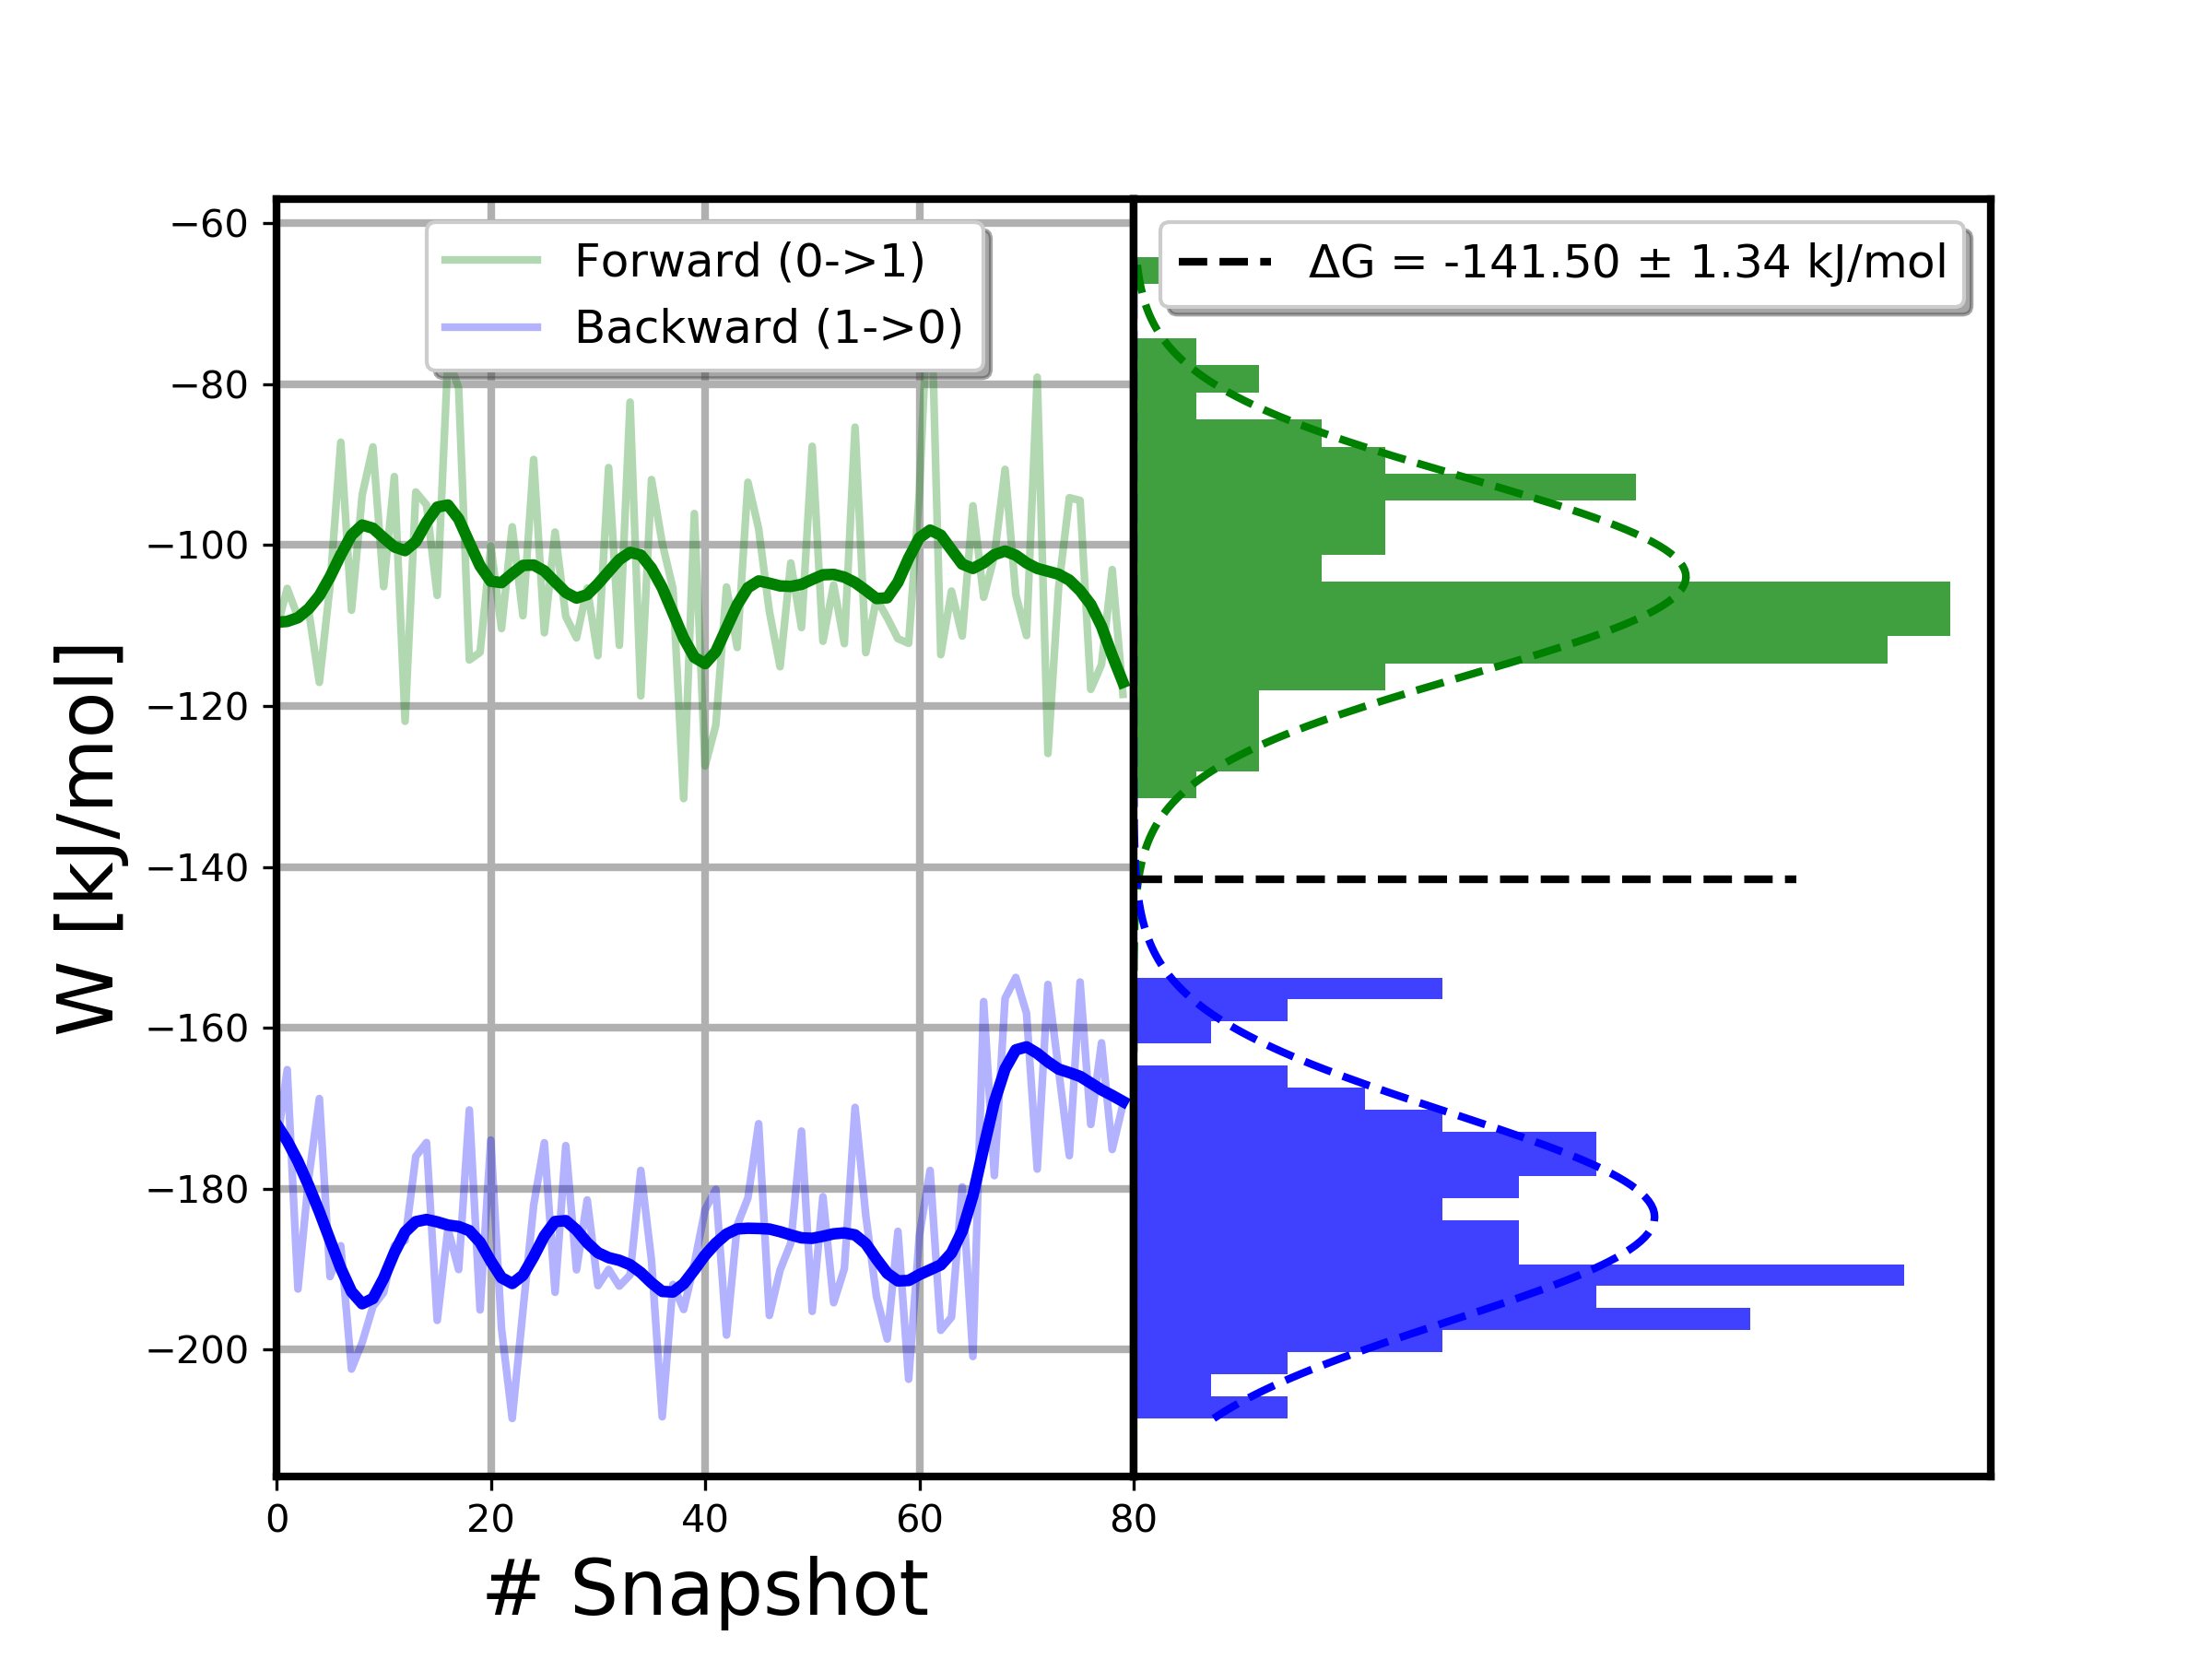 −60
−80
−100
−120
−140
−160
−180
−200
W [kJ/mol]
Forward (0->1)
Backward (1->0)
ΔG = -141.50 ± 1.34 kJ/mol
0 20 40 60 80
# Snapshot